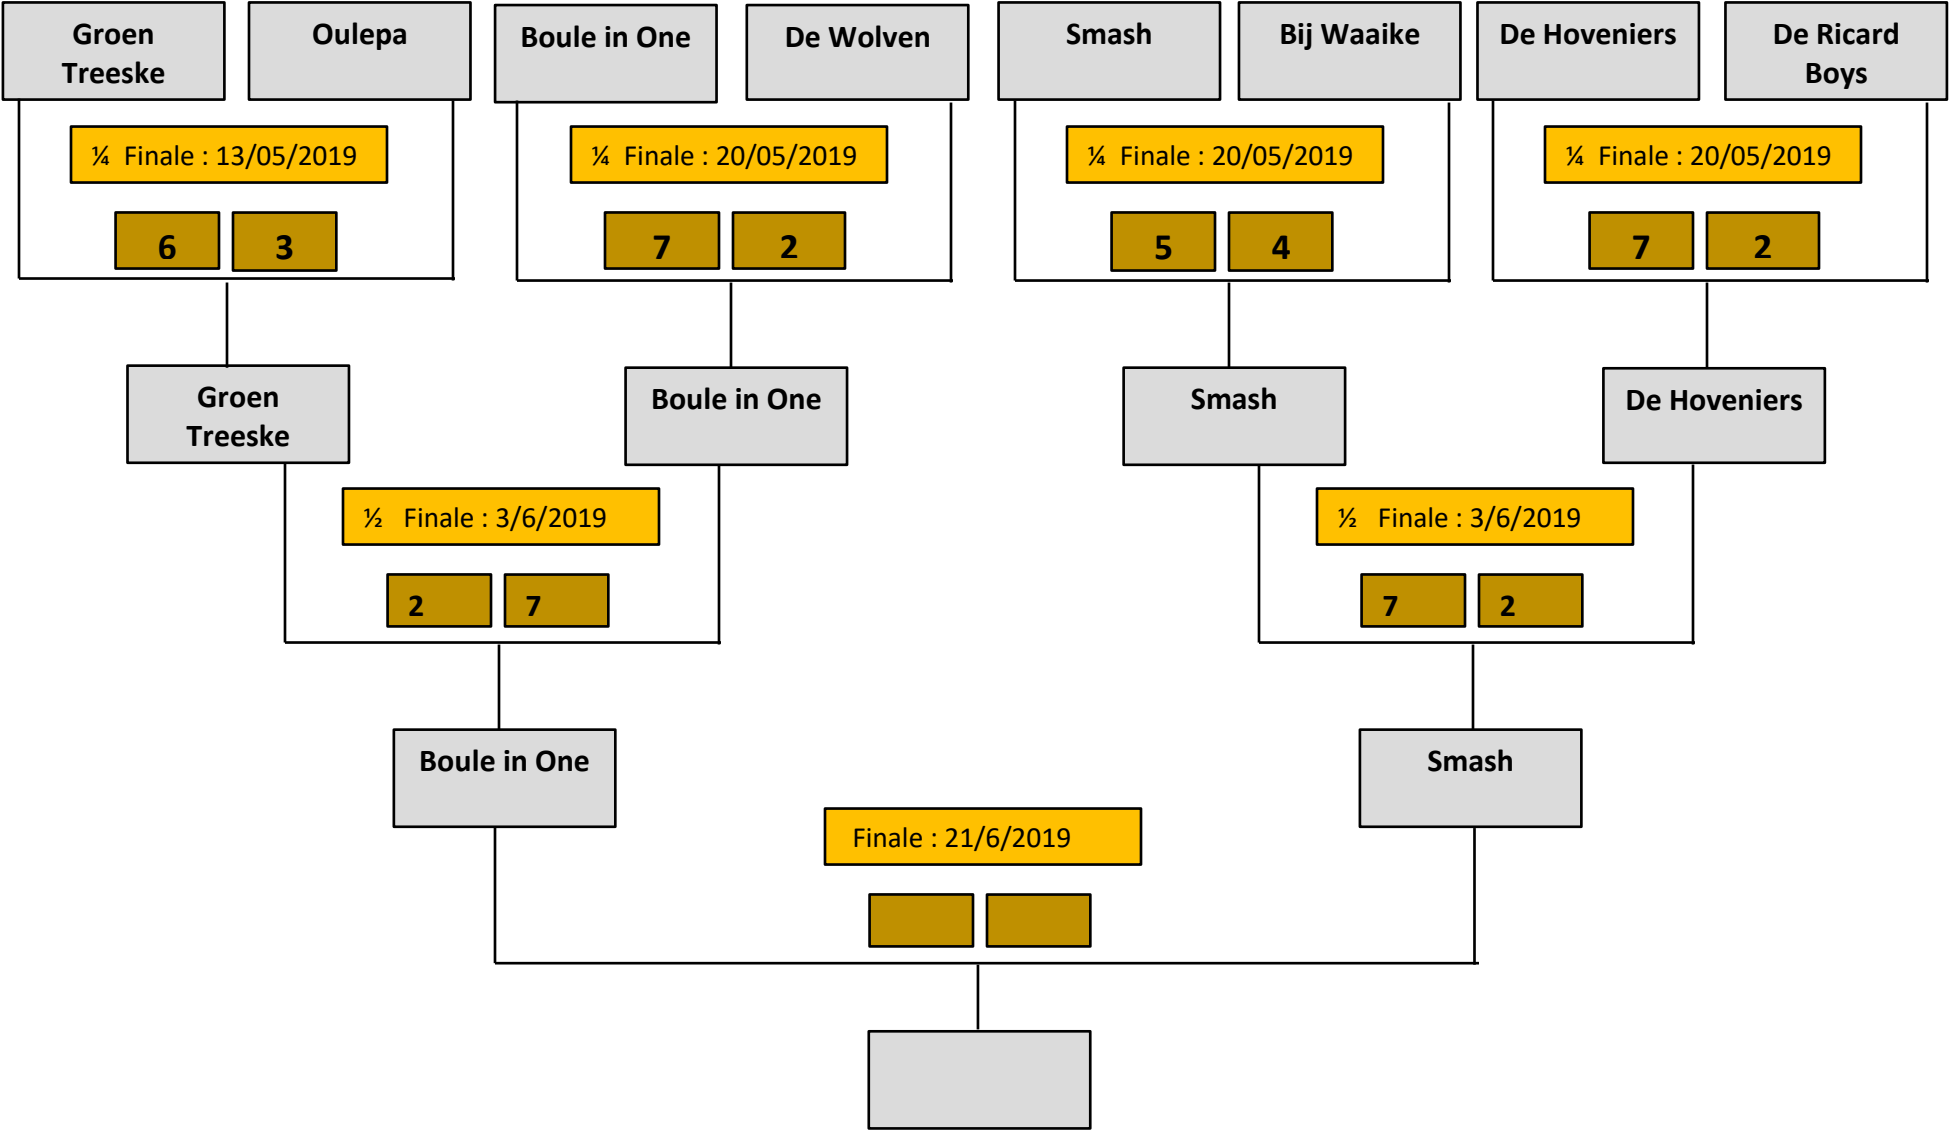 Groen
Treeske
Oulepa
Boule in One
De Wolven
Smash
Bij Waaike
De Hoveniers
De Ricard
Boys
¼ Finale : 13/05/2019
¼ Finale : 20/05/2019
¼ Finale : 20/05/2019
¼ Finale : 20/05/2019
6
3
7
2
5
4
7
2
Groen
Treeske
Boule in One
Smash
De Hoveniers
½ Finale : 3/6/2019
½ Finale : 3/6/2019
2
7
7
2
Boule in One
Smash
Finale : 21/6/2019